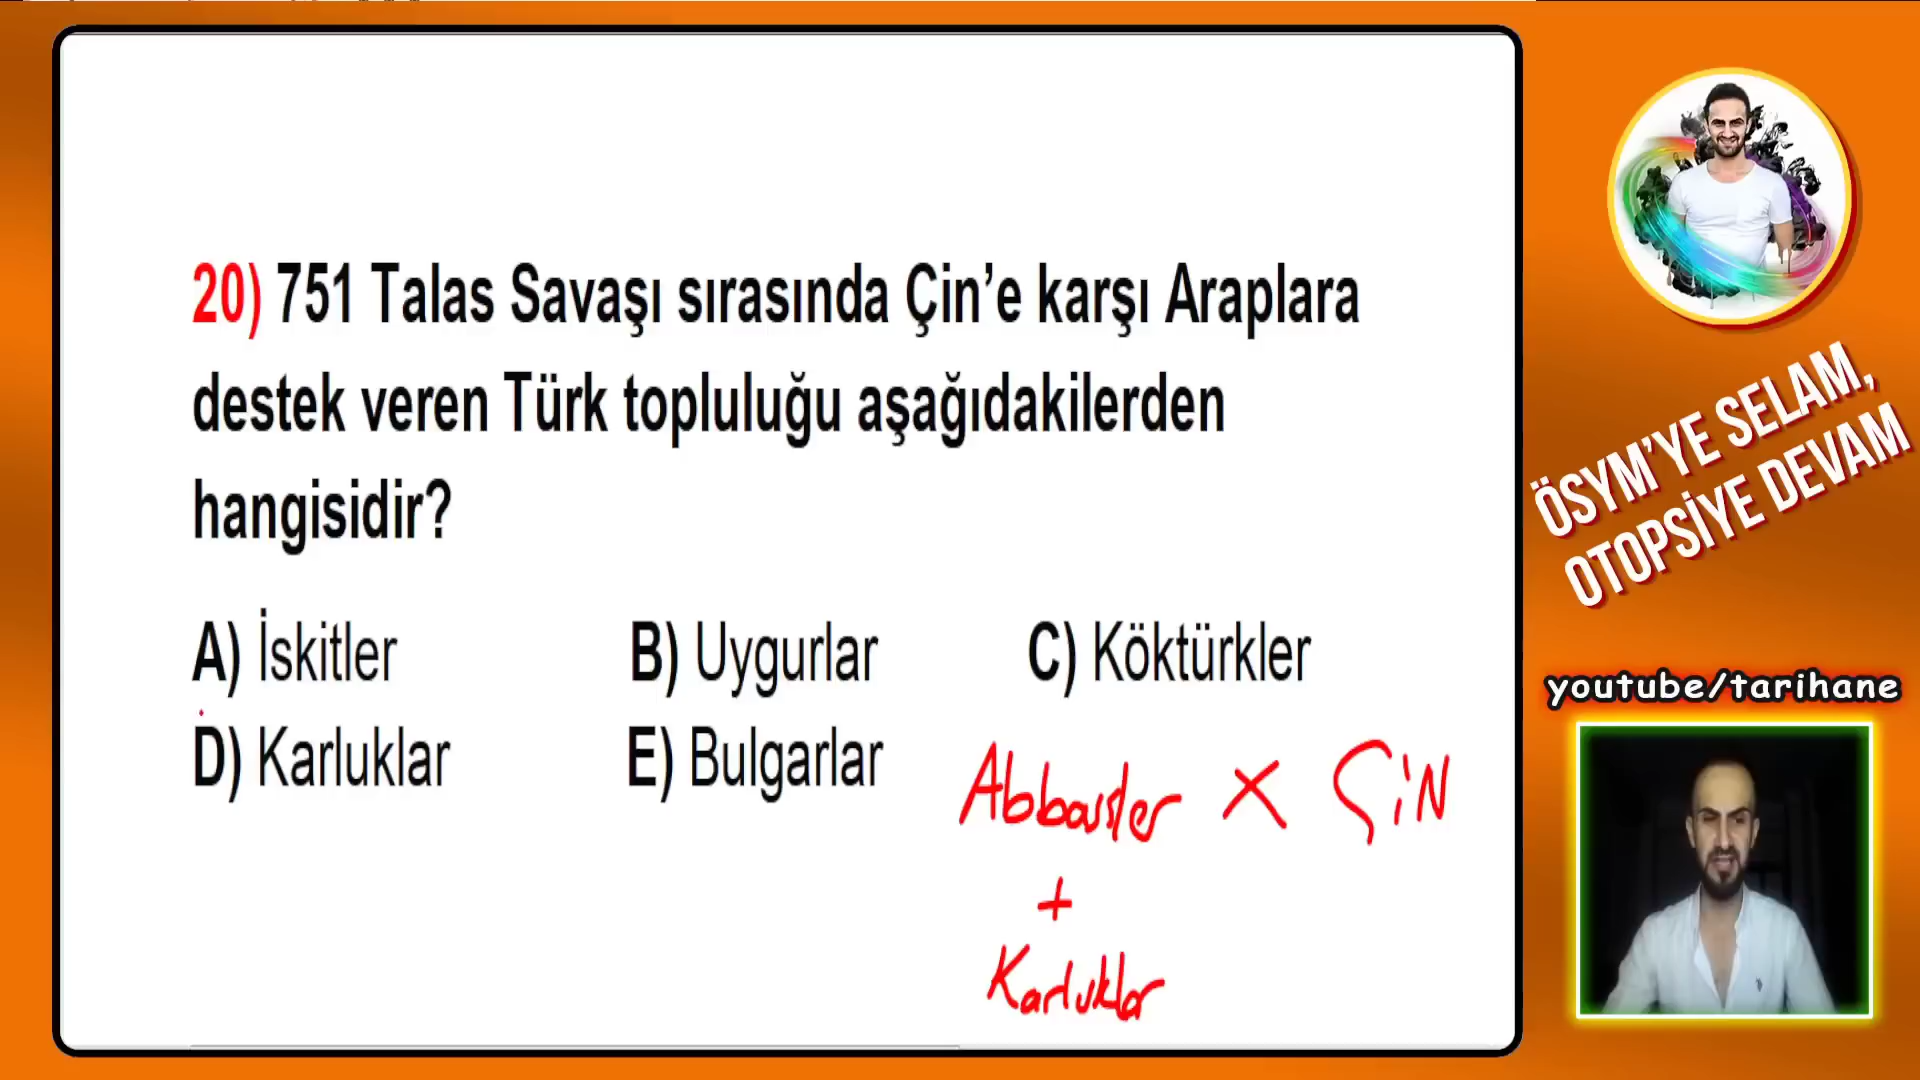 20) 751 Talas Savaşı sırasında Çin'e karşı Araplara
destek veren Türk topluluğu aşağıdakilerden
hangisidir?
A) İskitler B) Uygurlar C) Köktürkler
D) Karluklar E) Bulgarlar
Abbasiler X ÇİN
+
Karluklar
ÖSYM'YE SELAM,
OTOPSİYE DEVAM
youtube/tarihane